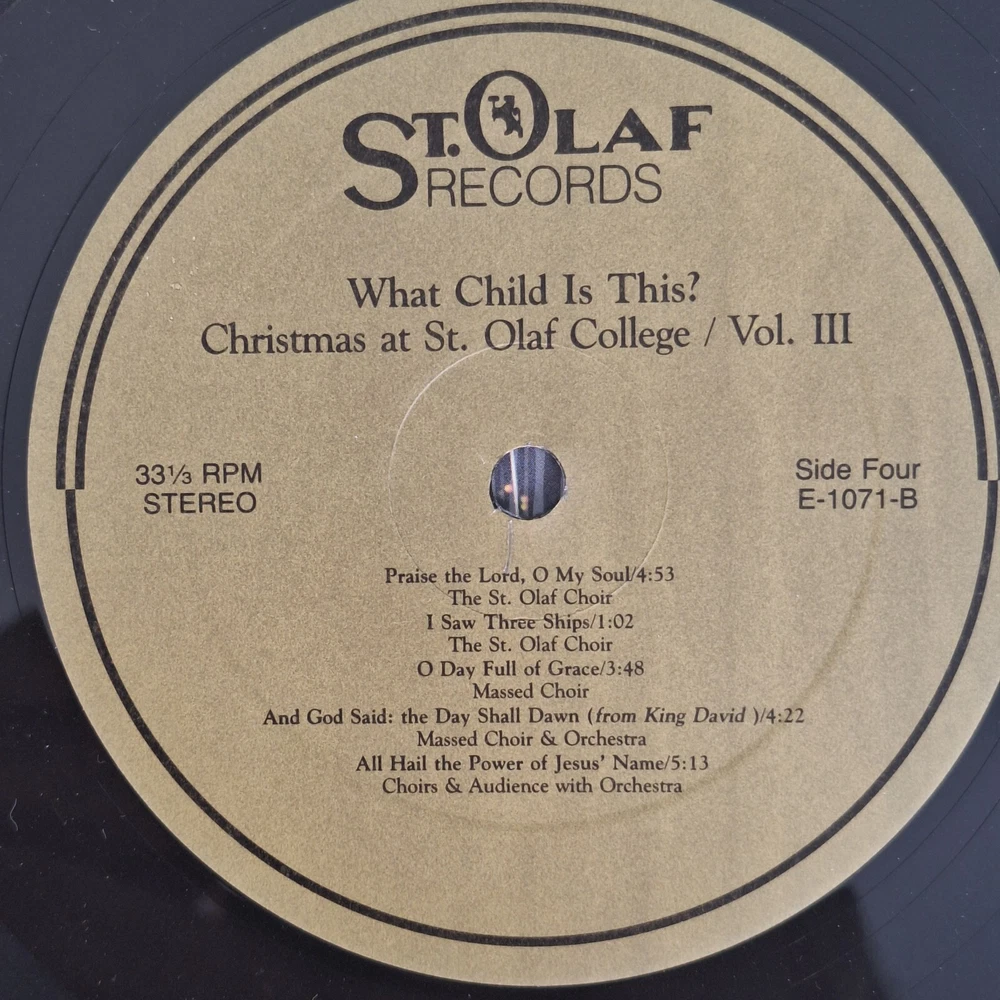 St. Olaf
RECORDS
What Child Is This?
Christmas at St. Olaf College / Vol. III
33⅓ RPM
STEREO
Side Four
E-1071-B
Praise the Lord, O My Soul/4:53
The St. Olaf Choir
I Saw Three Ships/1:02
The St. Olaf Choir
O Day Full of Grace/3:48
Massed Choir
And God Said: the Day Shall Dawn (from King David )/4:22
Massed Choir & Orchestra
All Hail the Power of Jesus' Name/5:13
Choirs & Audience with Orchestra